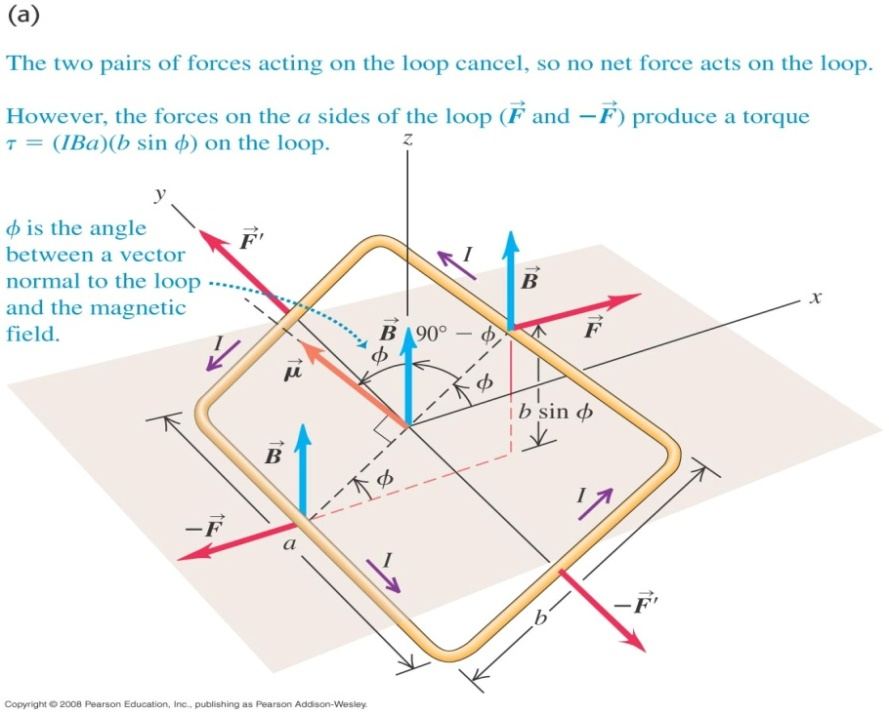 (a)
The two pairs of forces acting on the loop cancel, so no net force acts on the loop.
However, the forces on the a sides of the loop (F⃗ and −F⃗) produce a torque
τ = (IBa)(b sin ϕ) on the loop.
z
y
ϕ is the angle
between a vector
normal to the loop
and the magnetic
field.
F⃗'
I
B⃗
x
F⃗
I
B⃗
90° − ϕ
ϕ
μ⃗
ϕ
b sin ϕ
B⃗
ϕ
I
−F⃗
a
I
b
−F⃗'
Copyright © 2008 Pearson Education, Inc., publishing as Pearson Addison-Wesley.